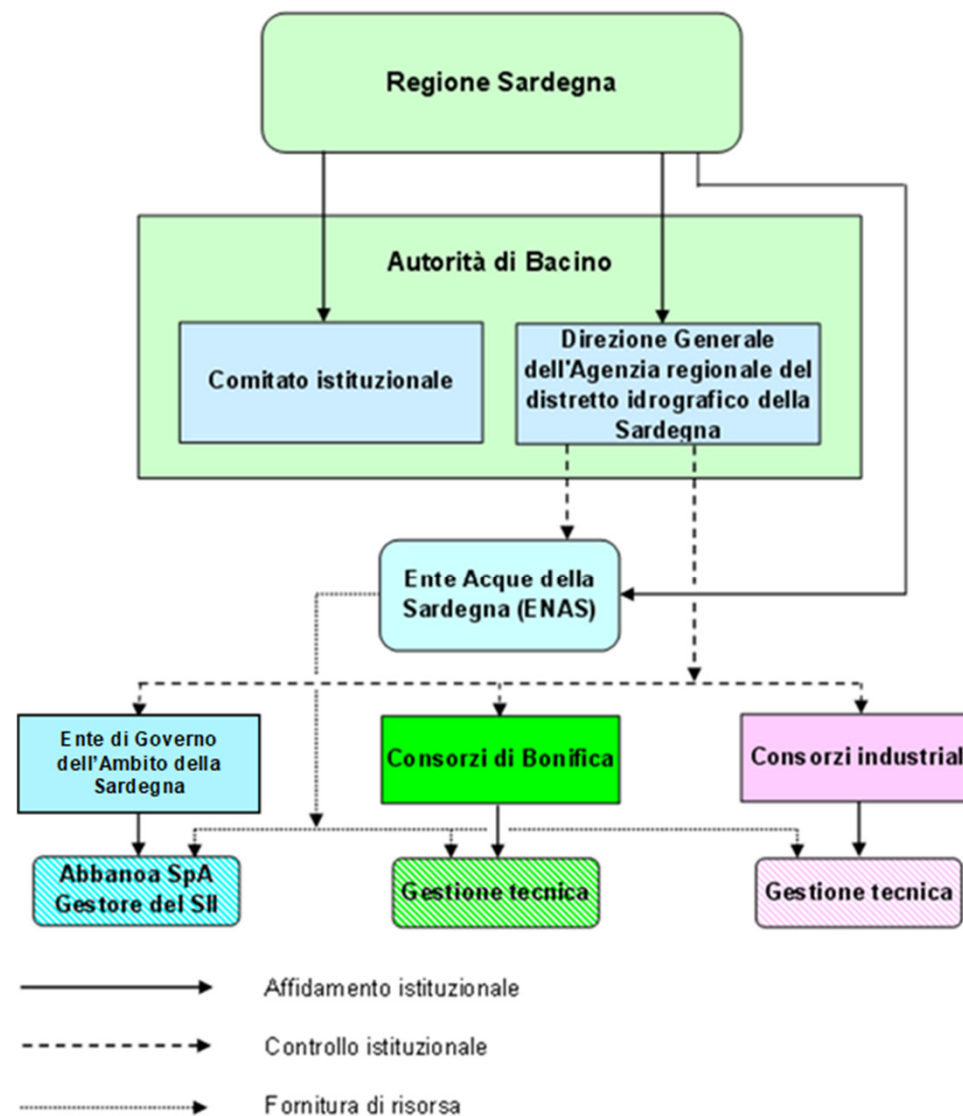 Regione Sardegna
Autorità di Bacino
Comitato istituzionale
Direzione Generale
dell'Agenzia regionale del
distretto idrografico della
Sardegna
Ente Acque della
Sardegna (ENAS)
Ente di Governo
dell'Ambito della
Sardegna
Consorzi di Bonifica
Consorzi industrial
Abbanoa SpA
Gestore del SII
Gestione tecnica
Gestione tecnica
Affidamento istituzionale
Controllo istituzionale
Fornitura di risorsa